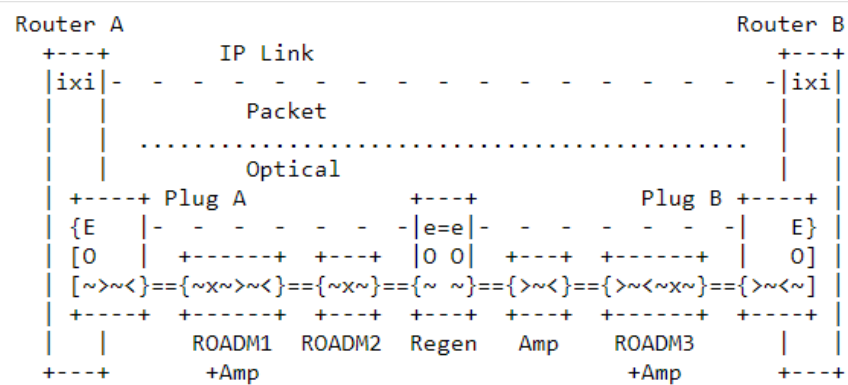 Router A                                             Router B
  +---+        IP Link                                  +---+
  |ixi|-  -  -  -  -  -  -  -  -  -  -  -  -  -  -  -  -|ixi|
  |   |          Packet                                 |   |
  |   |  .............................................  |   |
  |   |          Optical                                |   |
  | +----+ Plug A            +---+            Plug B +----+ |
  | {E   |-  -  -  -  -  -  -|e=e|-  -  -  -  -  -  -|   E} |
  | [O   |  +------+  +---+  |O O|  +---+  +------+  |   O] |
  | [~>~<}=={~x~>~<}=={~x~}=={~ ~}=={>~<}=={>~<~x~}=={>~<~] |
  | +----+  +------+  +---+  +---+  +---+  +------+  +----+ |
  |   |      ROADM1  ROADM2  Regen   Amp    ROADM3      |   |
  +---+       +Amp                           +Amp       +---+